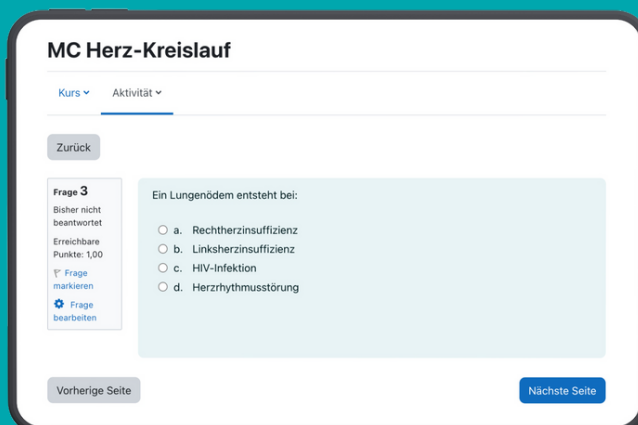 MC Herz-Kreislauf
Kurs
Aktivität
Zurück
Frage 3
Bisher nicht
beantwortet
Erreichbare
Punkte: 1,00
Frage
markieren
Frage
bearbeiten
Ein Lungenödem entsteht bei:
a. Rechtherzinsuffizienz
b. Linksherzinsuffizienz
c. HIV-Infektion
d. Herzrhythmusstörung
Vorherige Seite
Nächste Seite